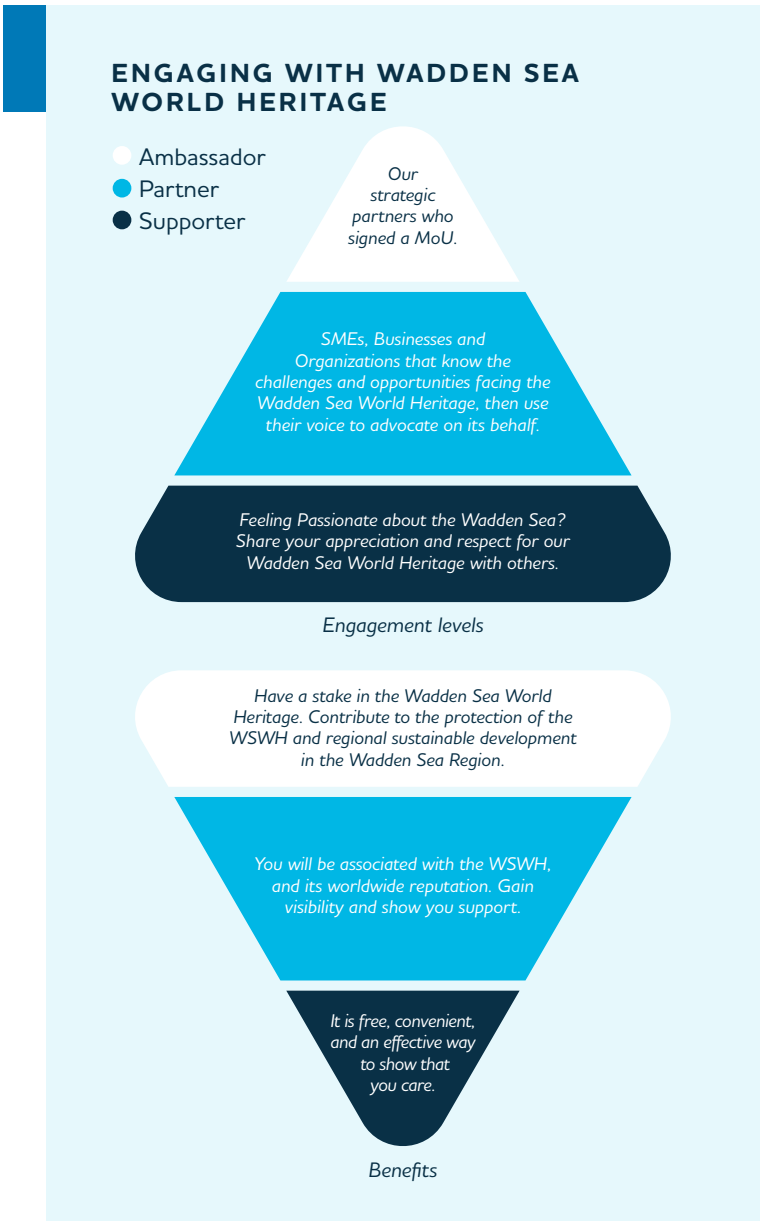 ENGAGING WITH WADDEN SEA
WORLD HERITAGE
Ambassador
Partner
Supporter
Our
strategic
partners who
signed a MoU.
SMEs, Businesses and
Organizations that know the
challenges and opportunities facing the
Wadden Sea World Heritage, then use
their voice to advocate on its behalf.
Feeling Passionate about the Wadden Sea?
Share your appreciation and respect for our
Wadden Sea World Heritage with others.
Engagement levels
Have a stake in the Wadden Sea World
Heritage. Contribute to the protection of the
WSWH and regional sustainable development
in the Wadden Sea Region.
You will be associated with the WSWH,
and its worldwide reputation. Gain
visibility and show you support.
It is free, convenient,
and an effective way
to show that
you care.
Benefits